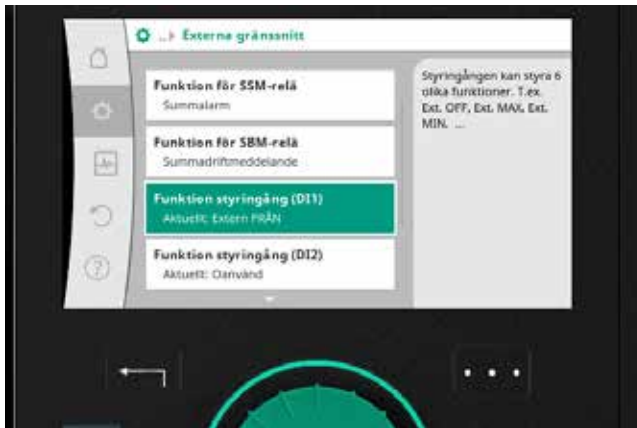 ..▸ Externa gränssnitt
Funktion för SSM-relä
Summalarm
Funktion för SBM-relä
Summadriftmeddelande
Funktion styringång (DI1)
Aktuellt: Extern FRÅN
Funktion styringång (DI2)
Aktuellt: Oanvänd
Styringången kan styra 6
olika funktioner. T.ex.
Ext. OFF, Ext. MAX, Ext.
MIN. ...